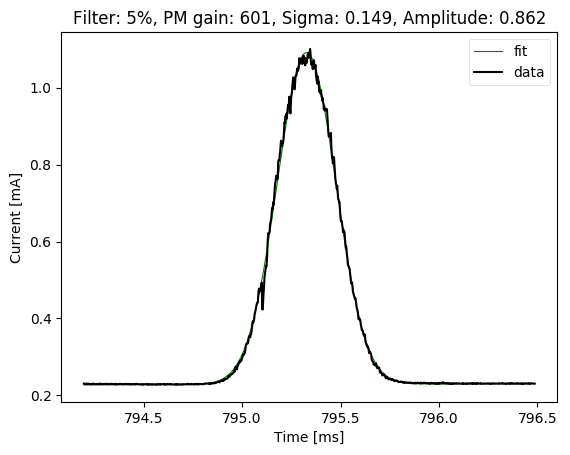 Filter: 5%, PM gain: 601, Sigma: 0.149, Amplitude: 0.862
fit
data
1.0
0.8
0.6
0.4
0.2
Current [mA]
794.5 795.0 795.5 796.0 796.5
Time [ms]